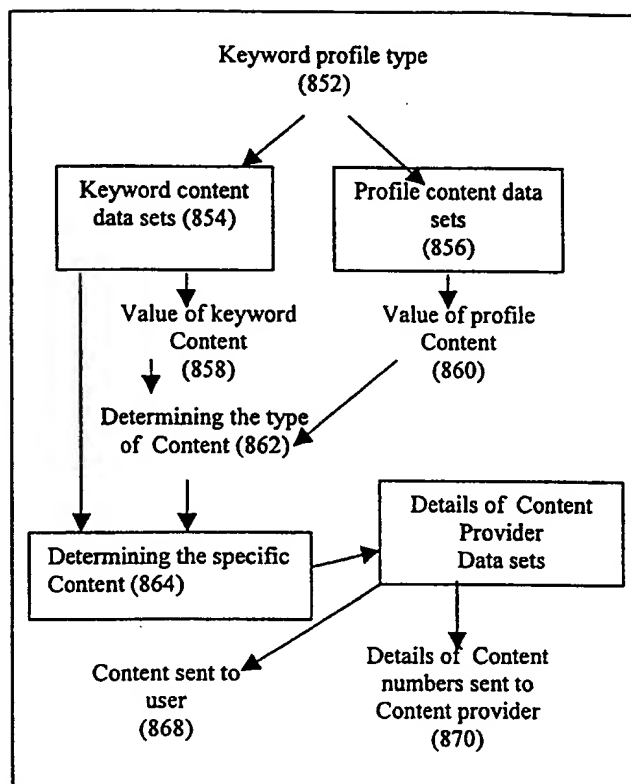 Keyword profile type
(852)
Keyword content
data sets (854)
Profile content data
sets
(856)
Value of keyword
Content
(858)
Value of profile
Content
(860)
Determining the type
of Content (862)
Details of Content
Provider
Data sets
Determining the specific
Content (864)
Content sent to
user
(868)
Details of Content
numbers sent to
Content provider
(870)